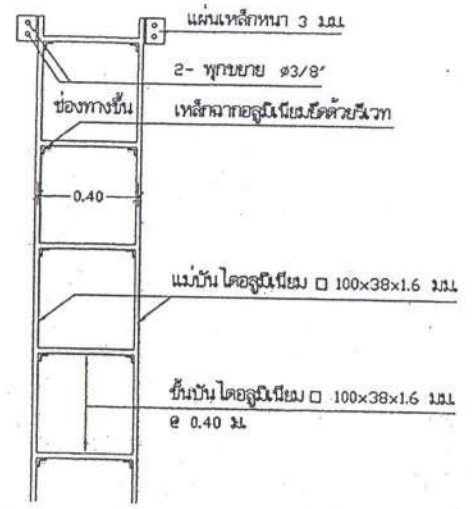 แผ่นเหล็กหนา 3 มม.
2- พุกขยาย ø3/8"
ช่องทางขึ้น
เหล็กฉากอลูมิเนียมยึดด้วยรีเวท
0.40
แม่บันไดอลูมิเนียม □ 100x38x1.6 มม.
ขั้นบันไดอลูมิเนียม □ 100x38x1.6 มม.
@ 0.40 ม.